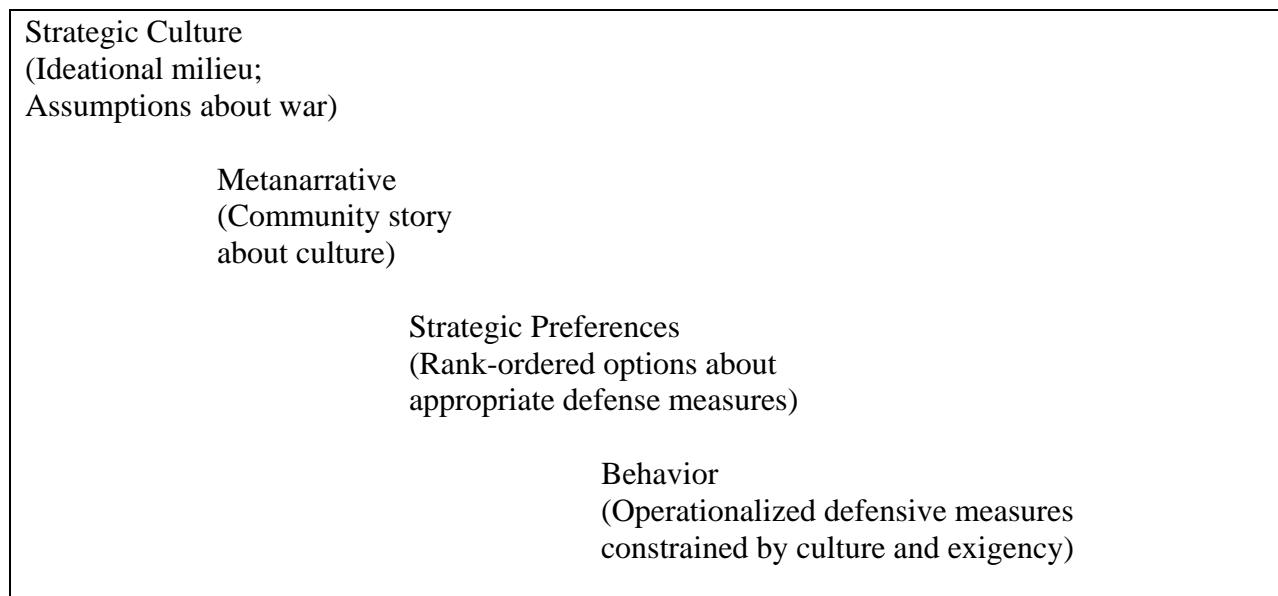 Strategic Culture
(Ideational milieu;
Assumptions about war)
Metanarrative
(Community story
about culture)
Strategic Preferences
(Rank-ordered options about
appropriate defense measures)
Behavior
(Operationalized defensive measures
constrained by culture and exigency)